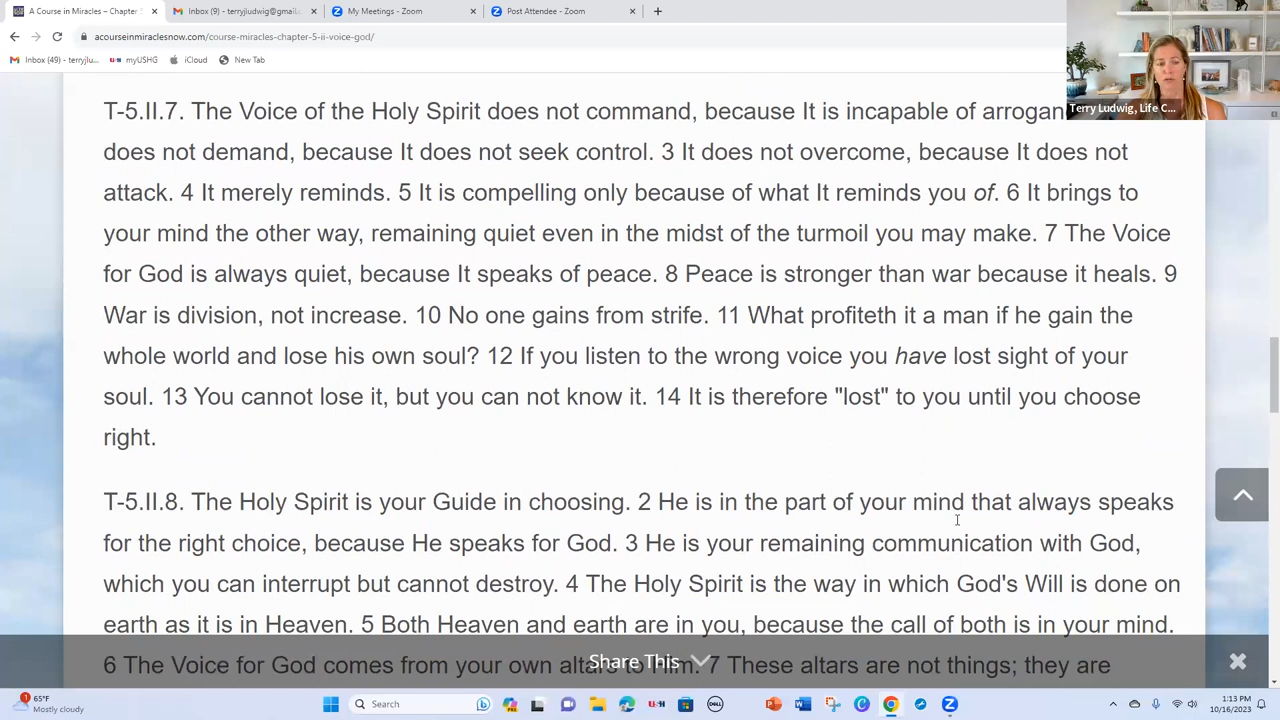 A Course in Miracles – Chapter 5
Inbox (9) - terryjludwig@gmail.
My Meetings - Zoom
Post Attendee - Zoom
acourseinmiraclesnow.com/course-miracles-chapter-5-ii-voice-god/
Inbox (49) - terryjlu...
myUSHG
iCloud
New Tab
Terry Ludwig, Life C...
T-5.II.7. The Voice of the Holy Spirit does not command, because It is incapable of arrogan
does not demand, because It does not seek control. 3 It does not overcome, because It does not
attack. 4 It merely reminds. 5 It is compelling only because of what It reminds you of. 6 It brings to
your mind the other way, remaining quiet even in the midst of the turmoil you may make. 7 The Voice
for God is always quiet, because It speaks of peace. 8 Peace is stronger than war because it heals. 9
War is division, not increase. 10 No one gains from strife. 11 What profiteth it a man if he gain the
whole world and lose his own soul? 12 If you listen to the wrong voice you have lost sight of your
soul. 13 You cannot lose it, but you can not know it. 14 It is therefore "lost" to you until you choose
right.
T-5.II.8. The Holy Spirit is your Guide in choosing. 2 He is in the part of your mind that always speaks
for the right choice, because He speaks for God. 3 He is your remaining communication with God,
which you can interrupt but cannot destroy. 4 The Holy Spirit is the way in which God's Will is done on
earth as it is in Heaven. 5 Both Heaven and earth are in you, because the call of both is in your mind.
6 The Voice for God comes from your own altars to Him. 7 These altars are not things; they are
Share This
1
65°F
Mostly cloudy
Search
DELL
1:13 PM
10/16/2023